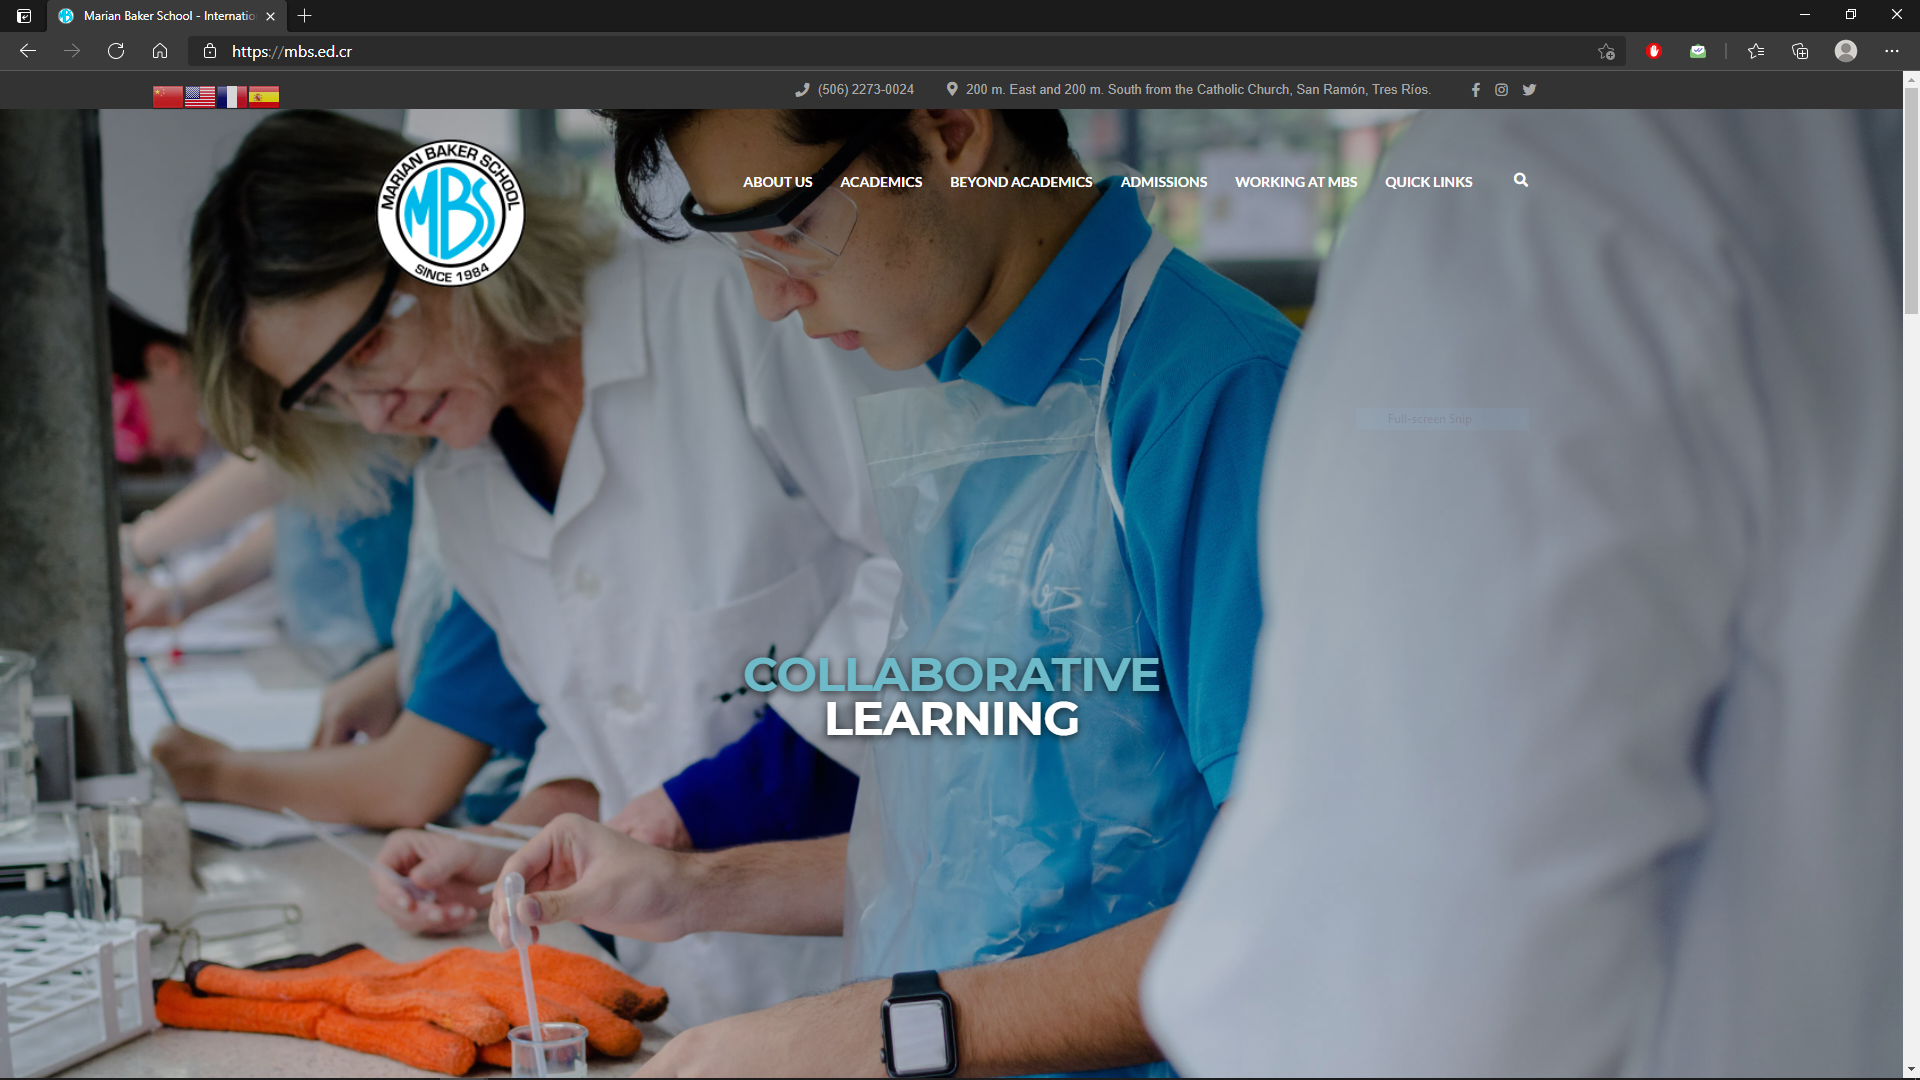 Marian Baker School - Internatio
https://mbs.ed.cr
(506) 2273-0024
200 m. East and 200 m. South from the Catholic Church, San Ramón, Tres Ríos.
MARIAN BAKER SCHOOL
MBS
SINCE 1984
ABOUT US
ACADEMICS
BEYOND ACADEMICS
ADMISSIONS
WORKING AT MBS
QUICK LINKS
Full-screen Snip
COLLABORATIVE
LEARNING